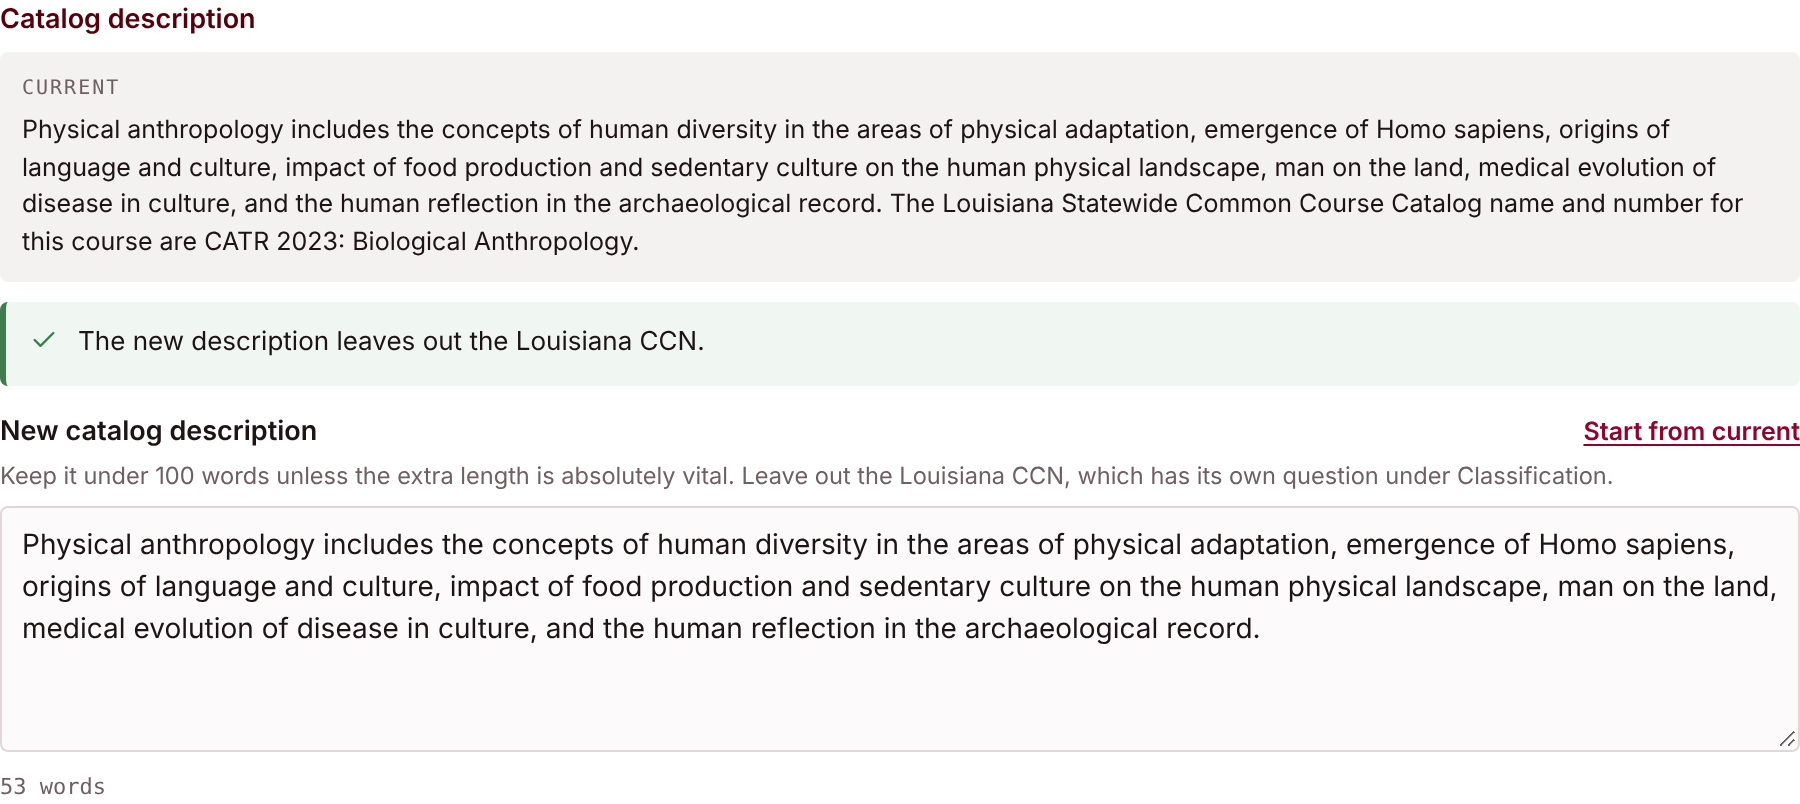 Catalog description
CURRENT
Physical anthropology includes the concepts of human diversity in the areas of physical adaptation, emergence of Homo sapiens, origins of
language and culture, impact of food production and sedentary culture on the human physical landscape, man on the land, medical evolution of
disease in culture, and the human reflection in the archaeological record. The Louisiana Statewide Common Course Catalog name and number for
this course are CATR 2023: Biological Anthropology.
The new description leaves out the Louisiana CCN.
New catalog description
Start from current
Keep it under 100 words unless the extra length is absolutely vital. Leave out the Louisiana CCN, which has its own question under Classification.
Physical anthropology includes the concepts of human diversity in the areas of physical adaptation, emergence of Homo sapiens,
origins of language and culture, impact of food production and sedentary culture on the human physical landscape, man on the land,
medical evolution of disease in culture, and the human reflection in the archaeological record.
53 words